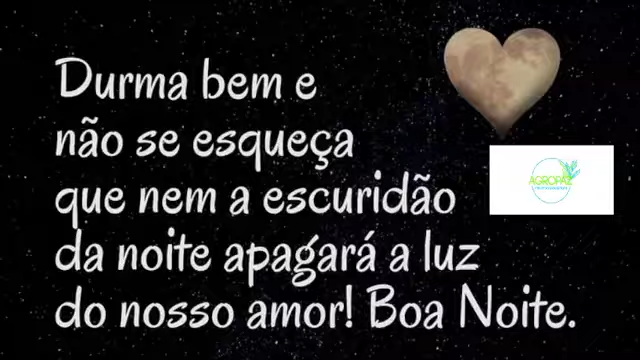 Durma bem e
não se esqueça
que nem a escuridão
da noite apagará a luz
do nosso amor! Boa Noite.
AGROPAZ